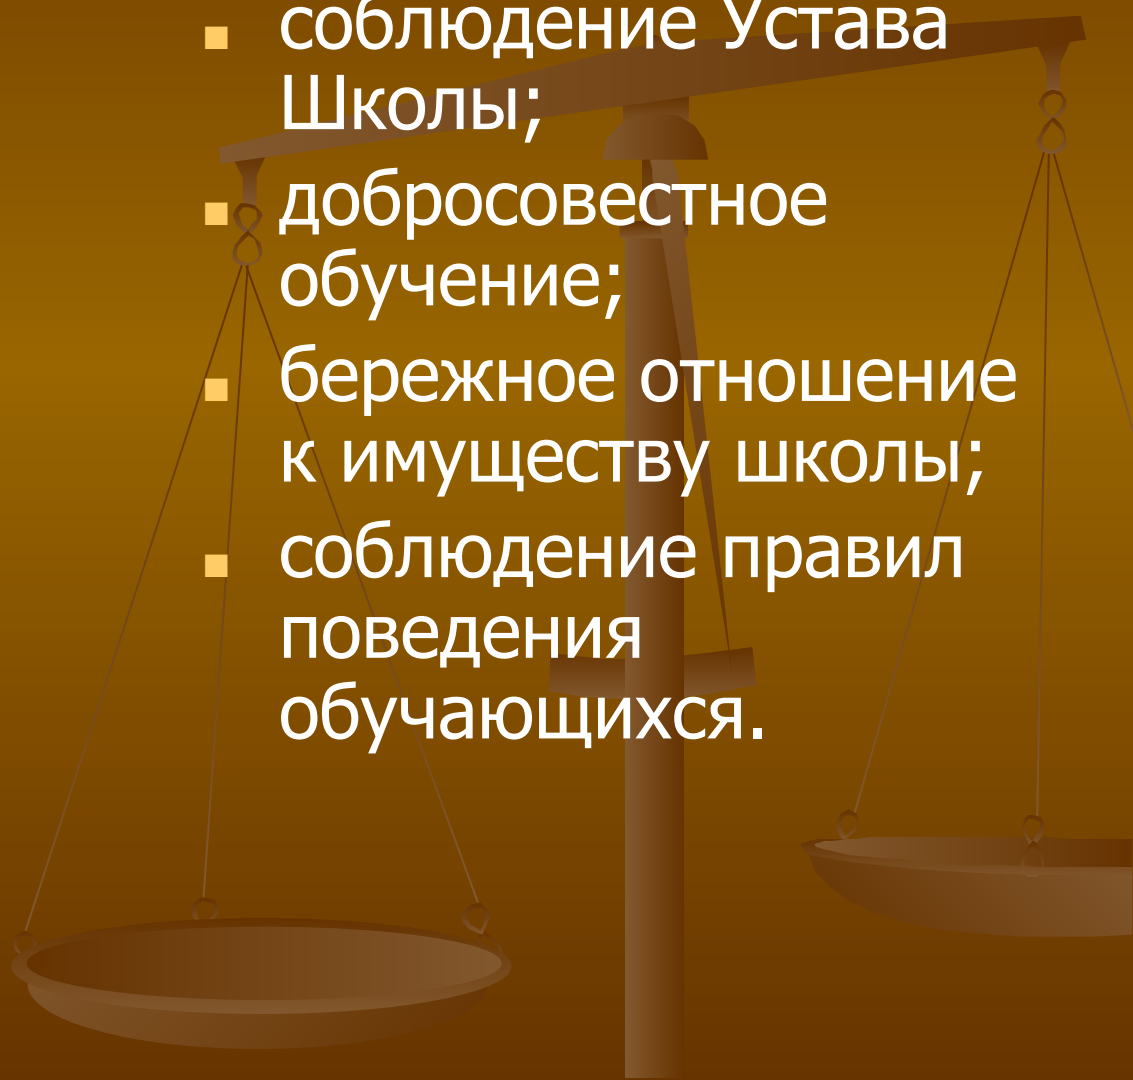 соблюдение Устава
Школы;
добросовестное
обучение;
бережное отношение
к имуществу школы;
соблюдение правил
поведения
обучающихся.